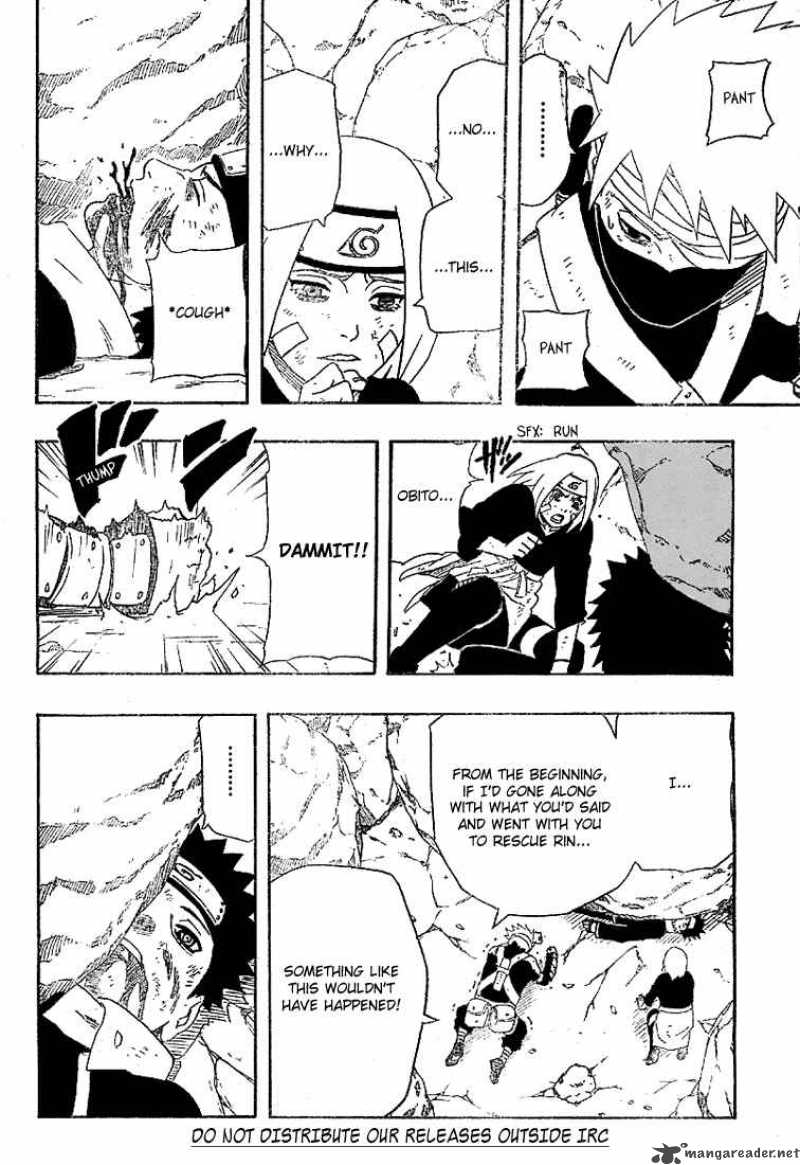 PANT
PANT
........
...NO...
...THIS...
...WHY...
*COUGH*
SFX: RUN
OBITO...
DAMMIT!!
THUMP
I...
FROM THE BEGINNING,
IF I'D GONE ALONG
WITH WHAT YOU'D SAID
AND WENT WITH YOU
TO RESCUE RIN...
SOMETHING LIKE
THIS WOULDN'T
HAVE HAPPENED!
........
DO NOT DISTRIBUTE OUR RELEASES OUTSIDE IRC
mangareader.net